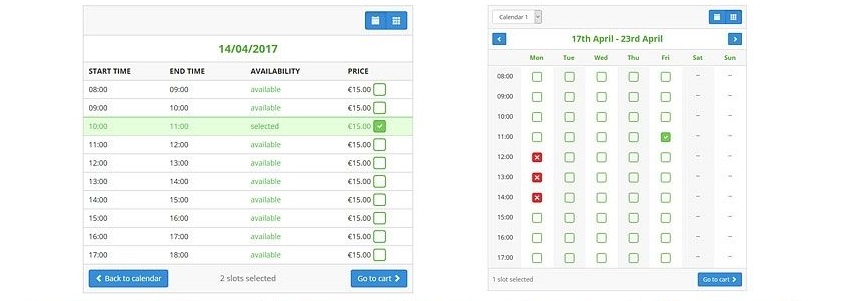 14/04/2017
START TIME END TIME AVAILABILITY PRICE
08:00 09:00 available €15.00
09:00 10:00 available €15.00
10:00 11:00 selected €15.00
11:00 12:00 available €15.00
12:00 13:00 available €15.00
13:00 14:00 available €15.00
14:00 15:00 available €15.00
15:00 16:00 available €15.00
16:00 17:00 available €15.00
17:00 18:00 available €15.00
Back to calendar 2 slots selected Go to cart
Calendar 1
17th April - 23rd April
Mon Tue Wed Thu Fri Sat Sun
08:00 – –
09:00 – –
10:00 – –
11:00 – –
12:00 – –
13:00 – –
14:00 – –
15:00 – –
16:00 – –
17:00 – –
1 slot selected Go to cart